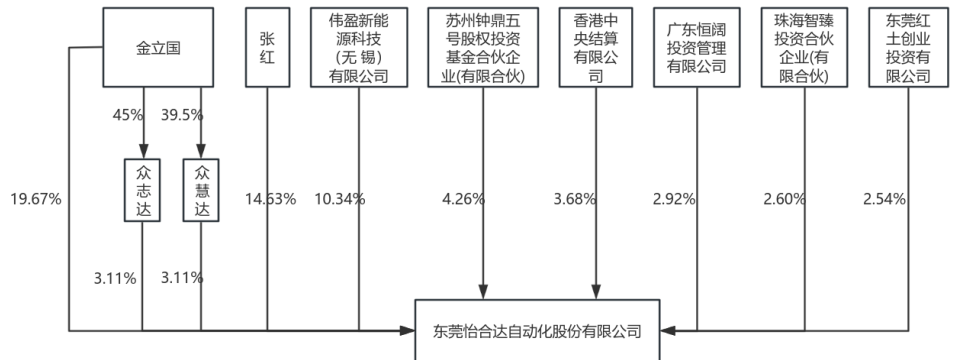 金立国
张
红
伟盈新能
源科技
(无 锡)
有限公司
苏州钟鼎五
号股权投资
基金合伙企
业(有限合伙)
香港中
央结算
有限公
司
广东恒阔
投资管理
有限公司
珠海智臻
投资合伙
企业(有
限合伙)
东莞红
土创业
投资有
限公司
45%
39.5%
众
志
达
众
慧
达
19.67%
14.63%
10.34%
4.26%
3.68%
2.92%
2.60%
2.54%
3.11%
3.11%
东莞怡合达自动化股份有限公司